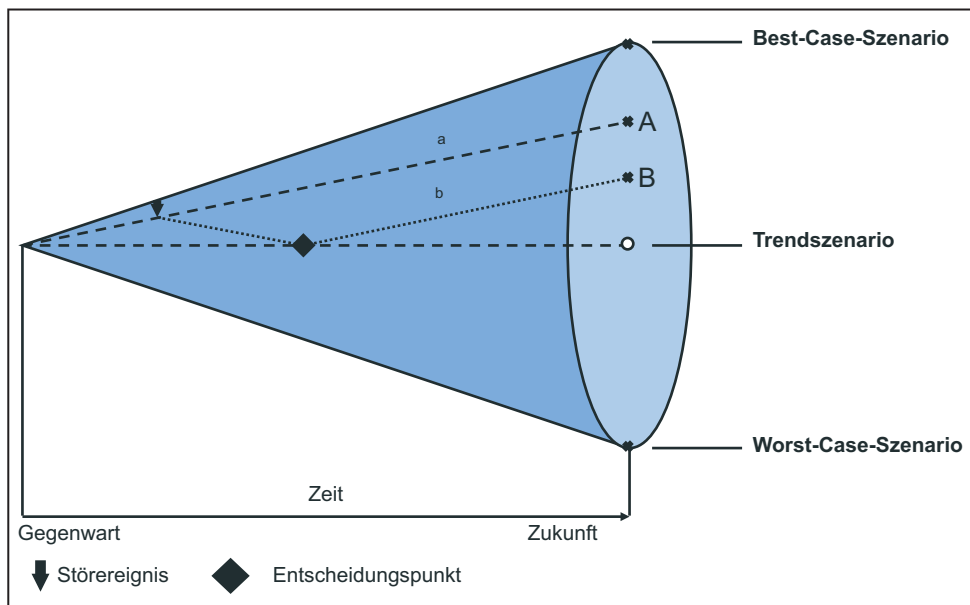 Best-Case-Szenario
a
A
b
B
Trendszenario
Worst-Case-Szenario
Zeit
Gegenwart Zukunft
Störereignis Entscheidungspunkt